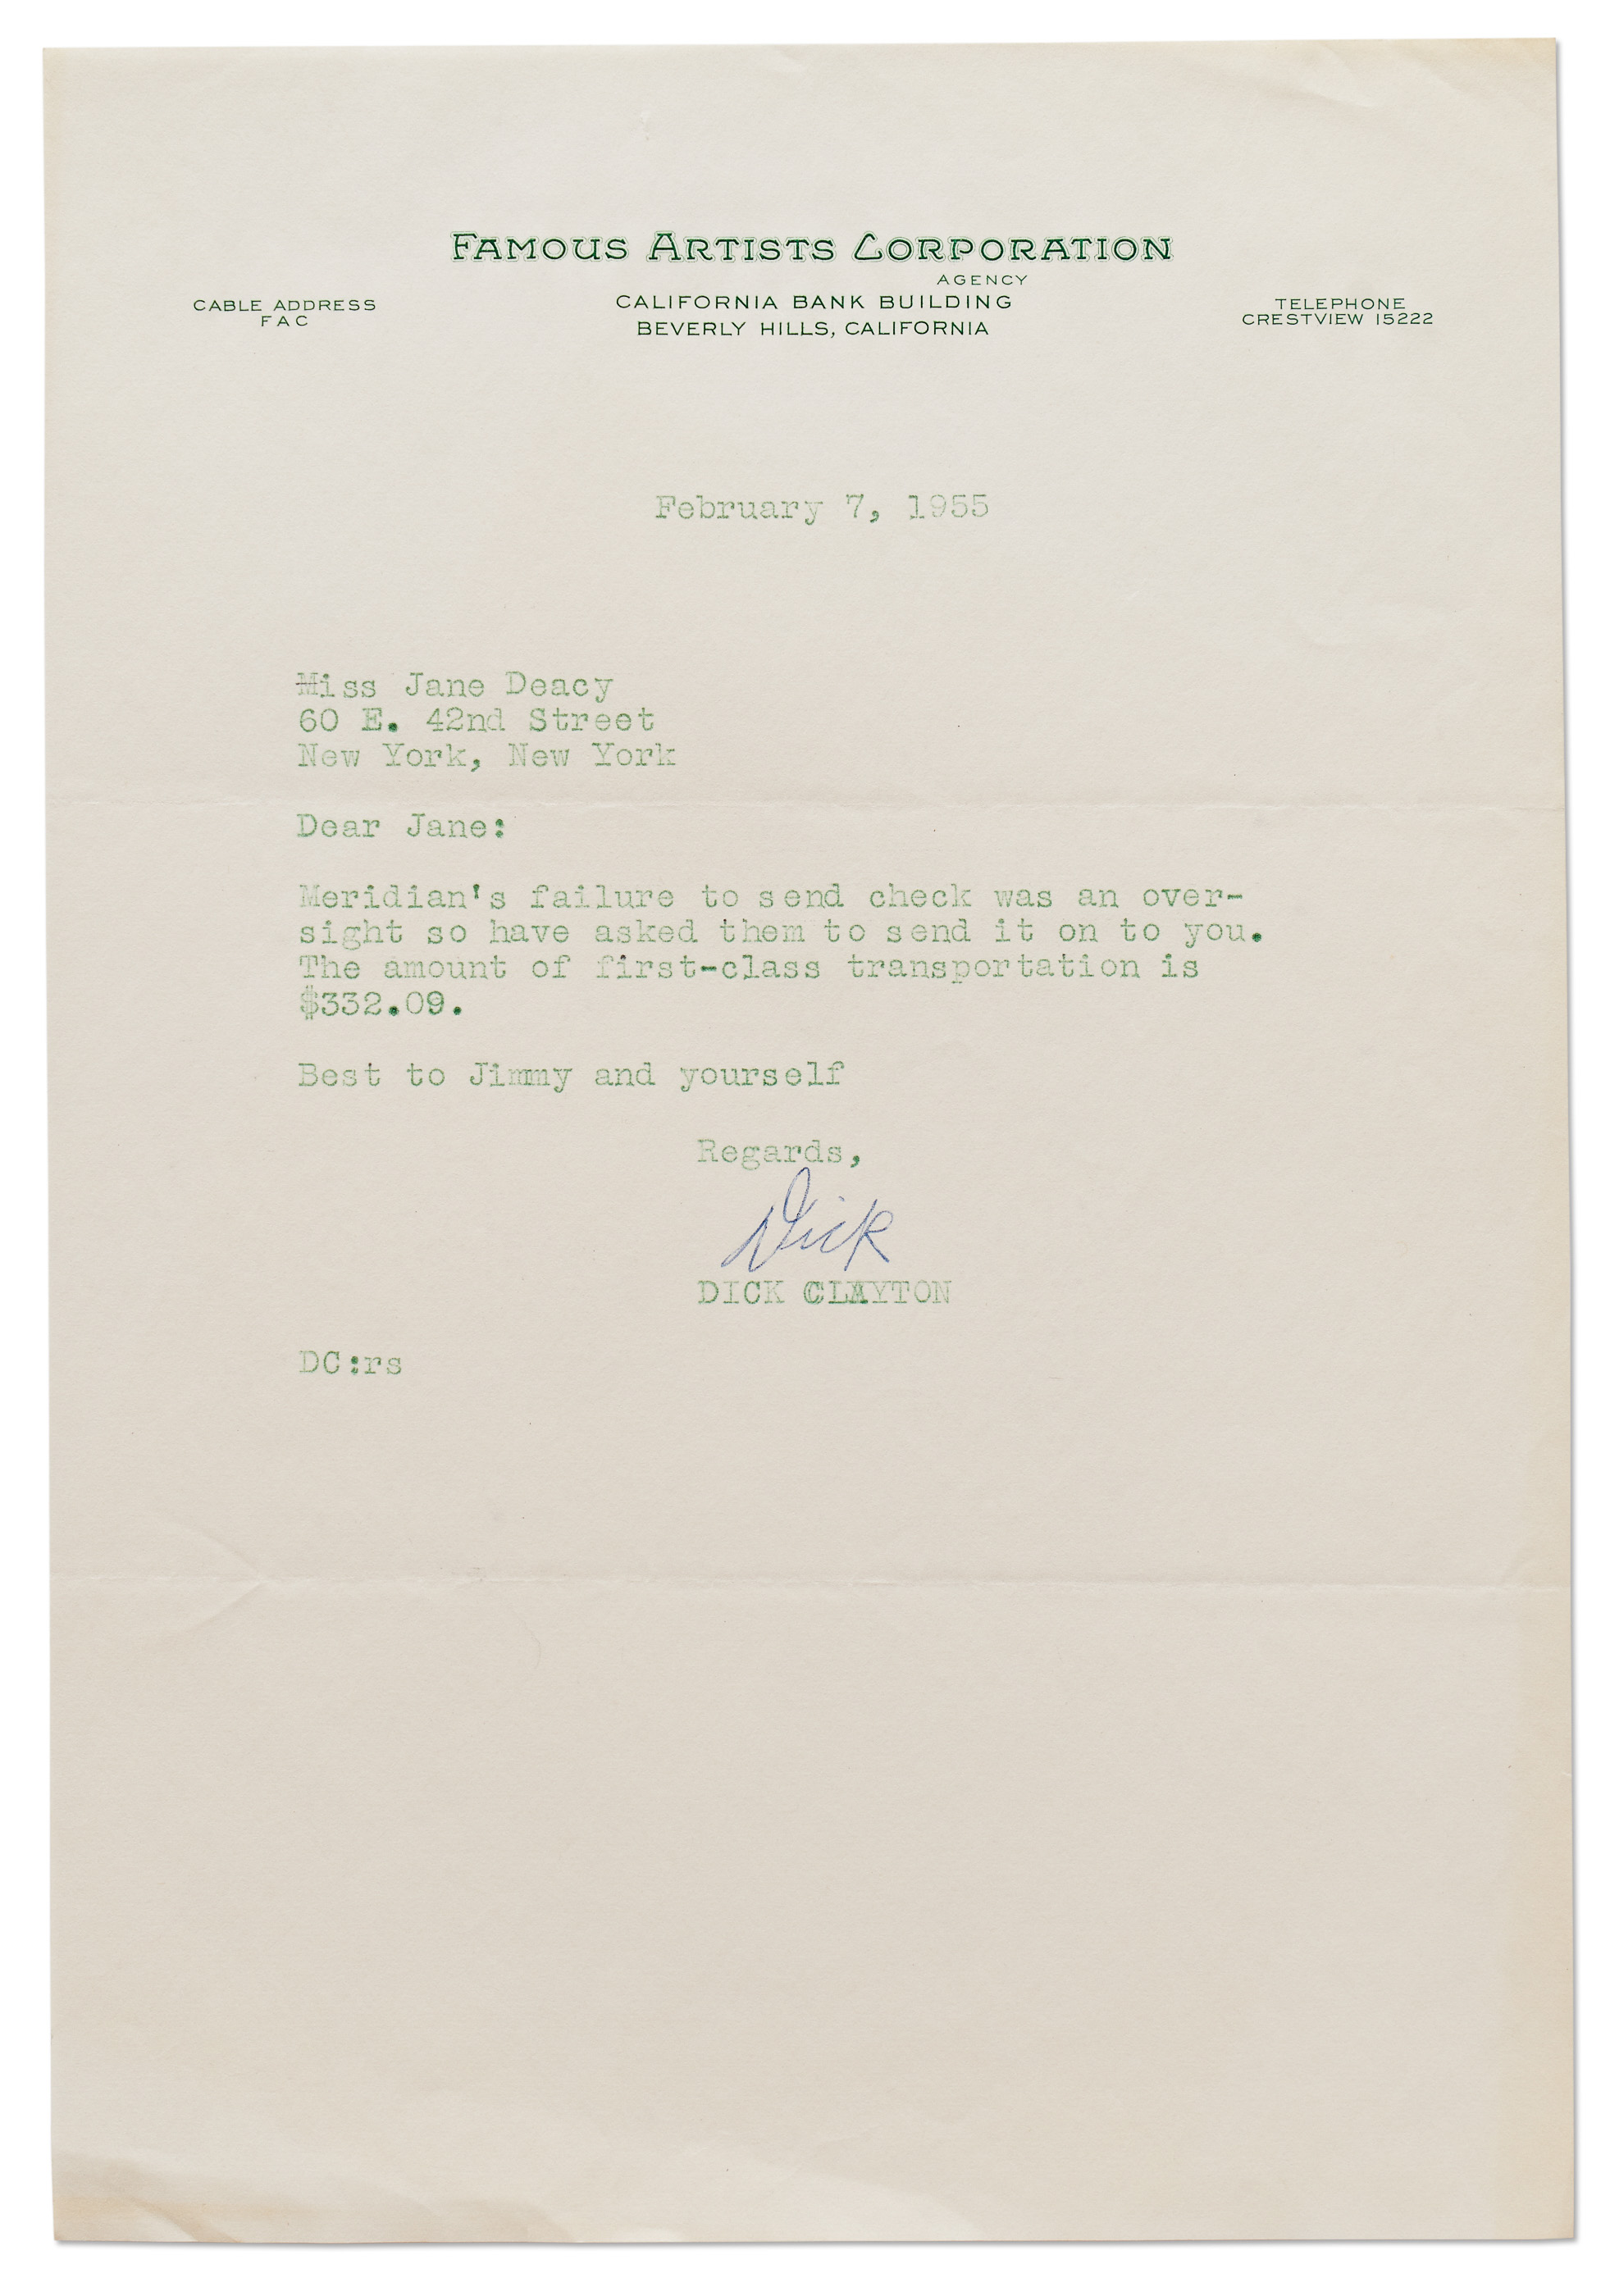 FAMOUS ARTISTS CORPORATION
AGENCY
CABLE ADDRESS
FAC
CALIFORNIA BANK BUILDING
BEVERLY HILLS, CALIFORNIA
TELEPHONE
CRESTVIEW 15222
February 7, 1955
Miss Jane Deacy
60 E. 42nd Street
New York, New York
Dear Jane:
Meridian's failure to send check was an over-
sight so have asked them to send it on to you.
The amount of first-class transportation is
$332.09.
Best to Jimmy and yourself
Regards,
Dick
DICK CLAYTON
DC:rs